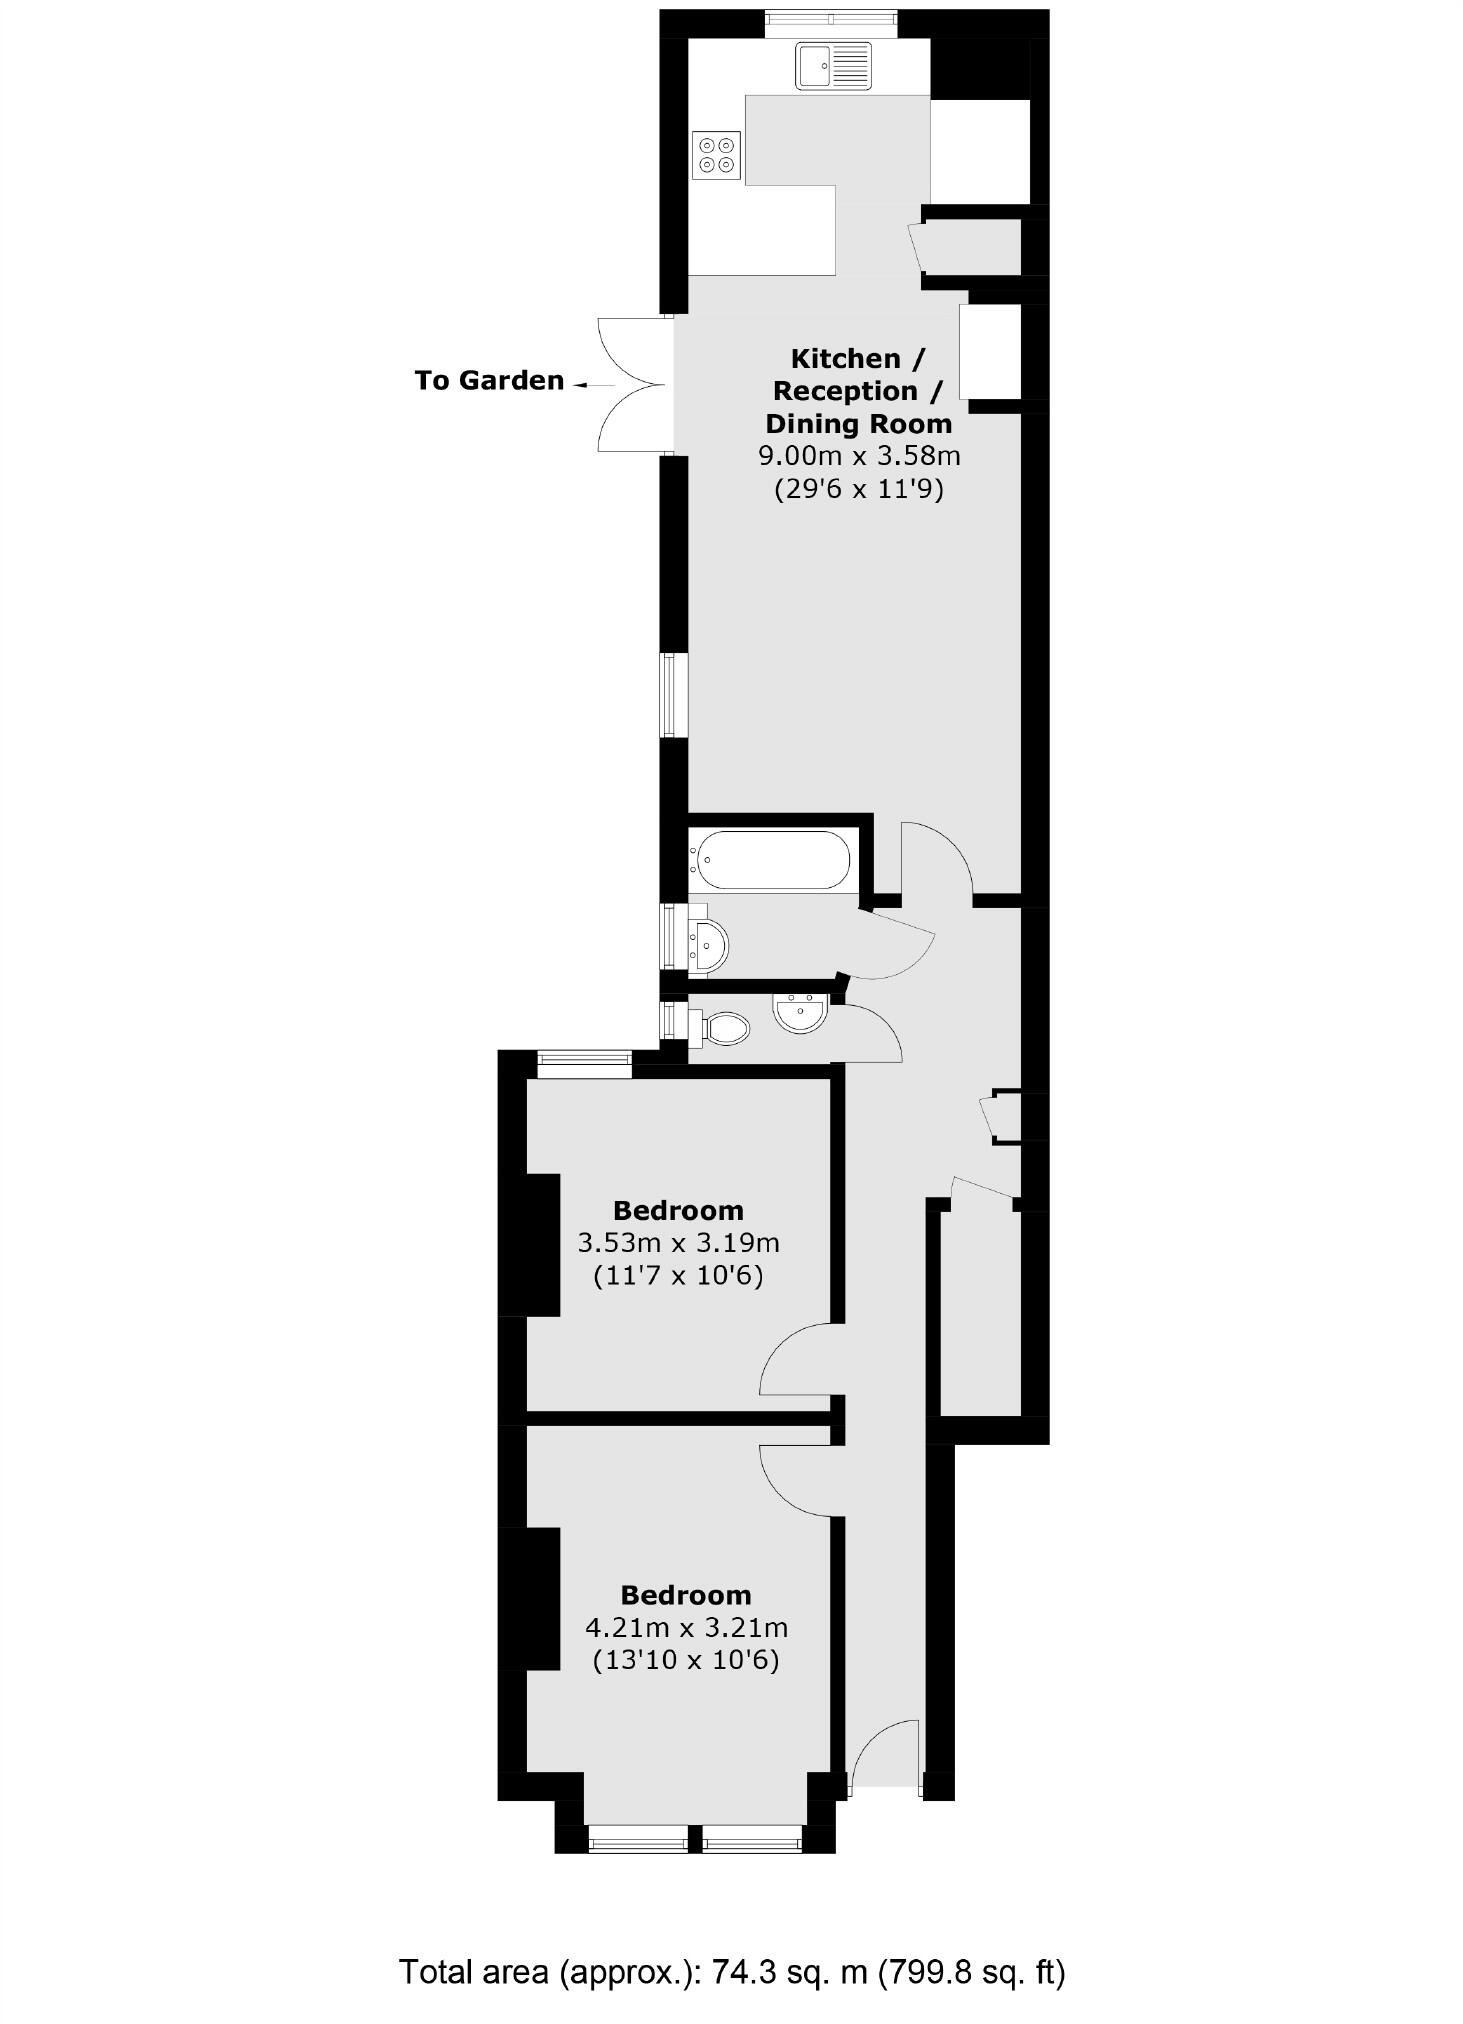 Kitchen /
Reception /
Dining Room
9.00m x 3.58m
(29'6 x 11'9)
To Garden
Bedroom
3.53m x 3.19m
(11'7 x 10'6)
Bedroom
4.21m x 3.21m
(13'10 x 10'6)
Total area (approx.): 74.3 sq. m (799.8 sq. ft)